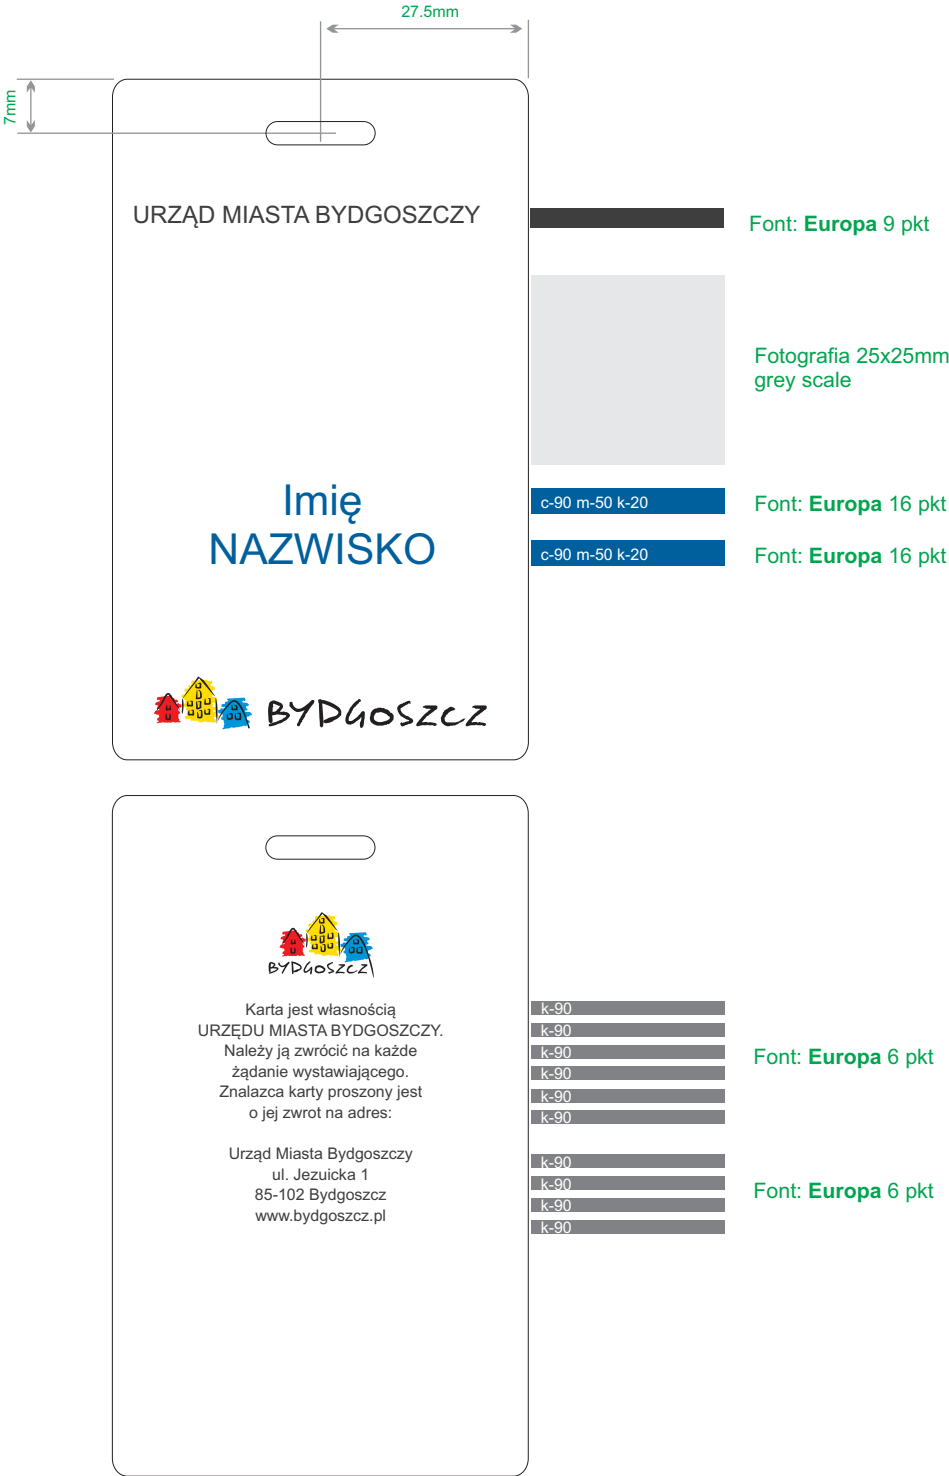 27.5mm
7mm
URZĄD MIASTA BYDGOSZCZY
Font: Europa 9 pkt
Fotografia 25x25mm
grey scale
Imię
c-90 m-50 k-20
Font: Europa 16 pkt
NAZWISKO
c-90 m-50 k-20
Font: Europa 16 pkt
BYDGOSZCZ
BYDGOSZCZ
Karta jest własnością
k-90
URZĘDU MIASTA BYDGOSZCZY.
k-90
Należy ją zwrócić na każde
k-90
Font: Europa 6 pkt
żądanie wystawiającego.
k-90
Znalazca karty proszony jest
k-90
o jej zwrot na adres:
k-90
Urząd Miasta Bydgoszczy
k-90
ul. Jezuicka 1
k-90
Font: Europa 6 pkt
85-102 Bydgoszcz
k-90
www.bydgoszcz.pl
k-90